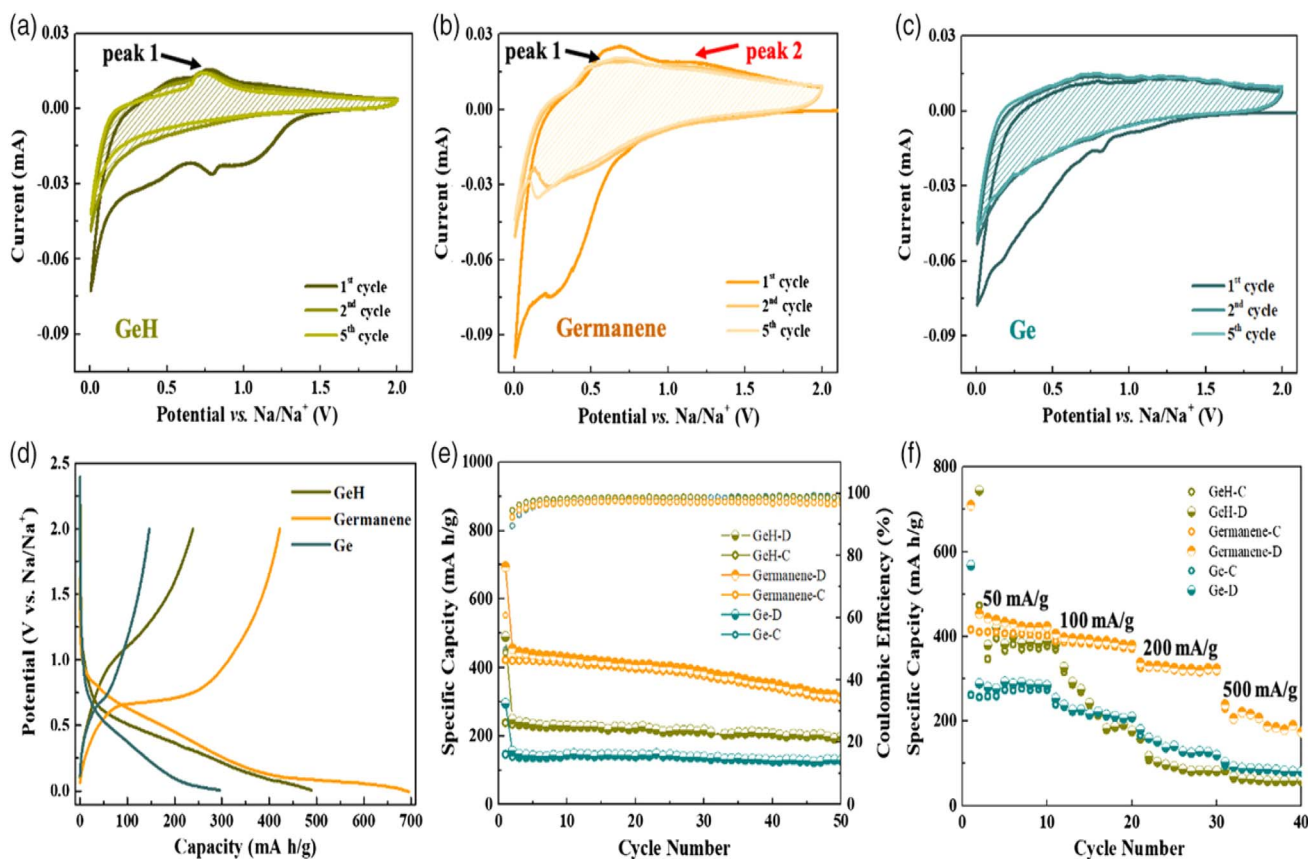 (a)
0.03
0.00
-0.03
-0.06
-0.09
Current (mA)
peak 1
1st cycle
2nd cycle
5th cycle
GeH
0.0 0.5 1.0 1.5 2.0
Potential vs. Na/Na+ (V)
(b)
0.03
0.00
-0.03
-0.06
-0.09
Current (mA)
peak 1
peak 2
1st cycle
2nd cycle
5th cycle
Germanene
0.0 0.5 1.0 1.5 2.0
Potential vs. Na/Na+ (V)
(c)
0.03
0.00
-0.03
-0.06
-0.09
Current (mA)
1st cycle
2nd cycle
5th cycle
Ge
0.0 0.5 1.0 1.5 2.0
Potential vs. Na/Na+ (V)
(d)
2.5
2.0
1.5
1.0
0.5
0.0
Potential (V vs. Na/Na+)
GeH
Germanene
Ge
0 100 200 300 400 500 600 700
Capacity (mA h/g)
(e)
1000
800
600
400
200
0
Specific Capcity (mA h/g)
GeH-D
GeH-C
Germanene-D
Germanene-C
Ge-D
Ge-C
100
80
60
40
20
0
Coulombic Efficiency (%)
0 10 20 30 40 50
Cycle Number
(f)
800
600
400
200
0
Specific Capacity (mA h/g)
GeH-C
GeH-D
Germanene-C
Germanene-D
Ge-C
Ge-D
50 mA/g
100 mA/g
200 mA/g
500 mA/g
0 10 20 30 40
Cycle Number